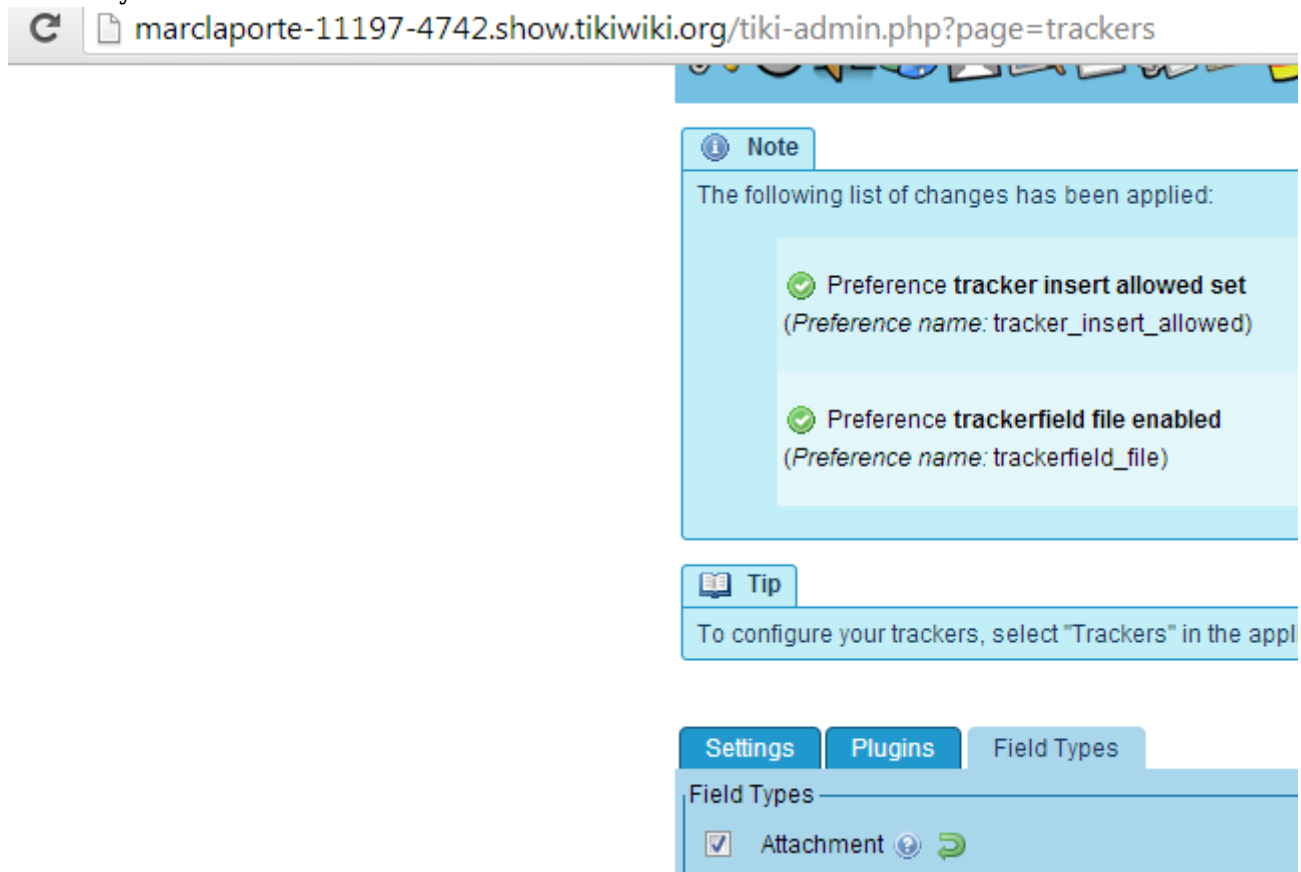 marclaporte-11197-4742.show.tikiwiki.org/tiki-admin.php?page=trackers
Note
The following list of changes has been applied:
Preference tracker insert allowed set
(Preference name: tracker_insert_allowed)
Preference trackerfield file enabled
(Preference name: trackerfield_file)
Tip
To configure your trackers, select "Trackers" in the appl
Settings Plugins Field Types
Field Types
Attachment